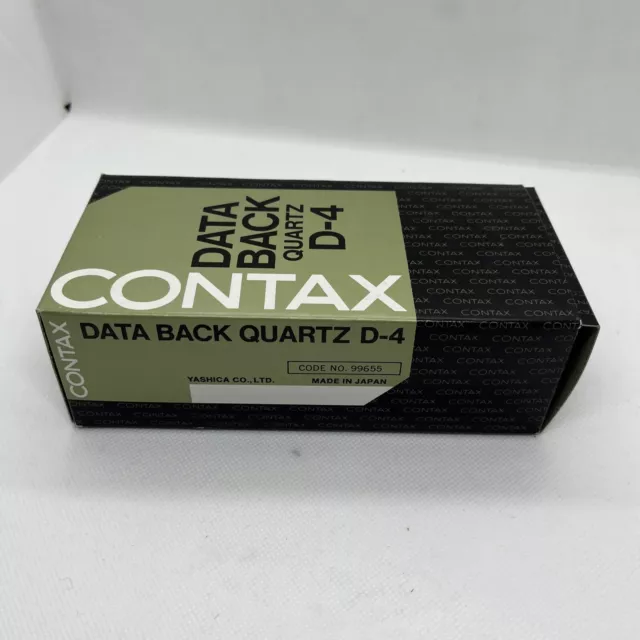 DATA
BACK
QUARTZ
D-4
CONTAX
CONTAX
DATA BACK QUARTZ D-4
CODE NO. 99655
YASHICA CO.,LTD.
MADE IN JAPAN